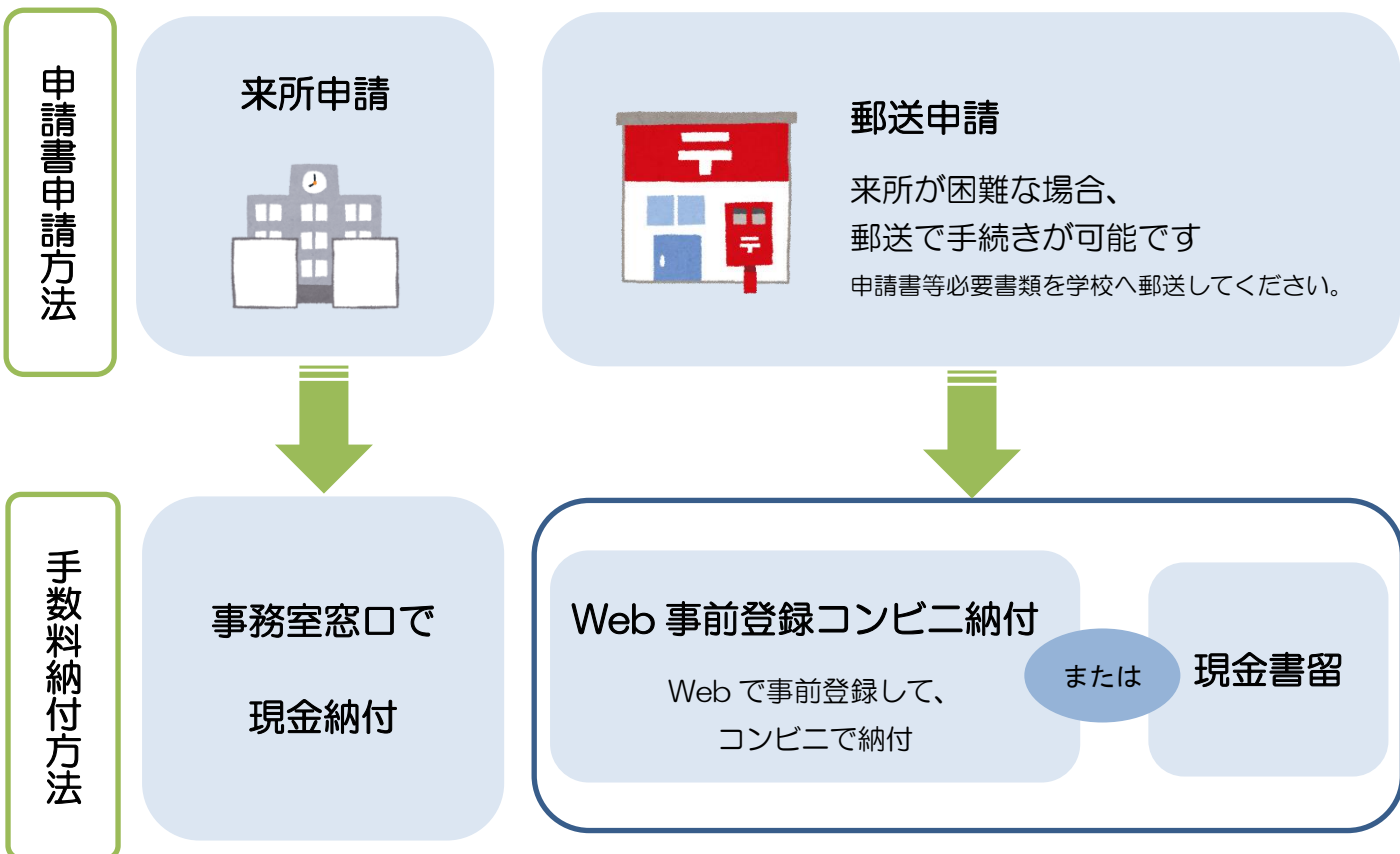 申請書申請方法
来所申請
郵送申請
来所が困難な場合、
郵送で手続きが可能です
申請書等必要書類を学校へ郵送してください。
手数料納付方法
事務室窓口で
現金納付
Web 事前登録コンビニ納付
Web で事前登録して、
コンビニで納付
または
現金書留